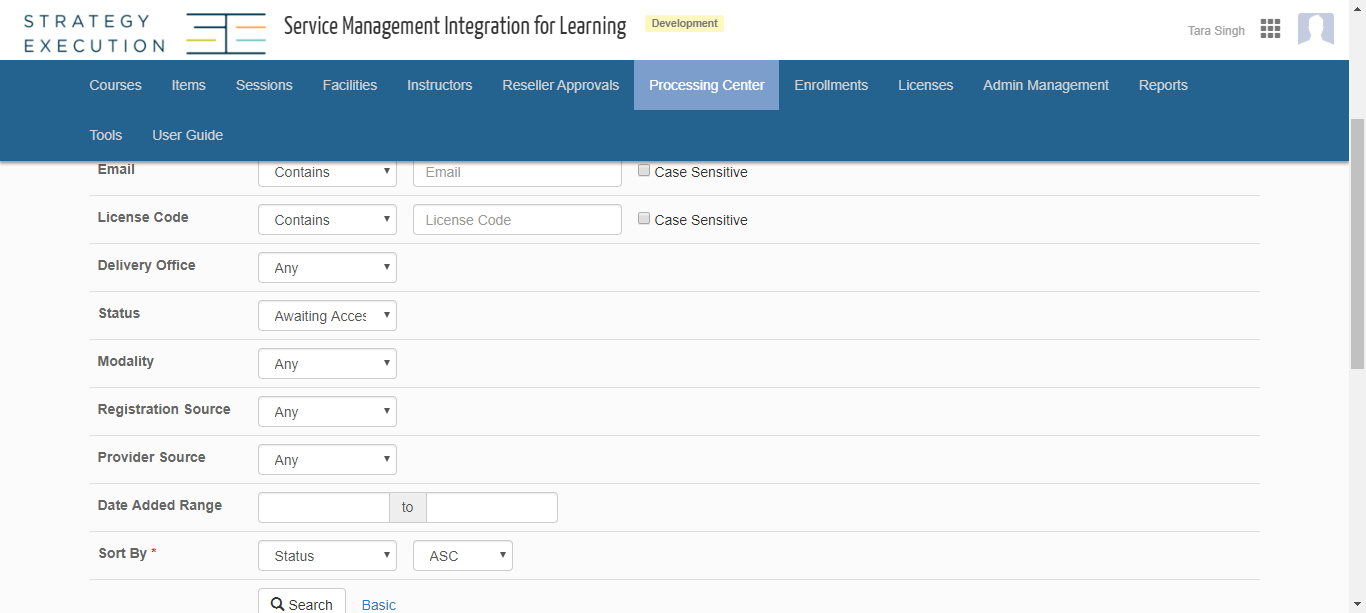 STRATEGY
EXECUTION
Service Management Integration for Learning
Development
Tara Singh
Courses Items Sessions Facilities Instructors Reseller Approvals Processing Center Enrollments Licenses Admin Management Reports
Tools User Guide
Email Contains Email Case Sensitive
License Code Contains License Code Case Sensitive
Delivery Office Any
Status Awaiting Acces
Modality Any
Registration Source Any
Provider Source Any
Date Added Range to
Sort By * Status ASC
Search Basic